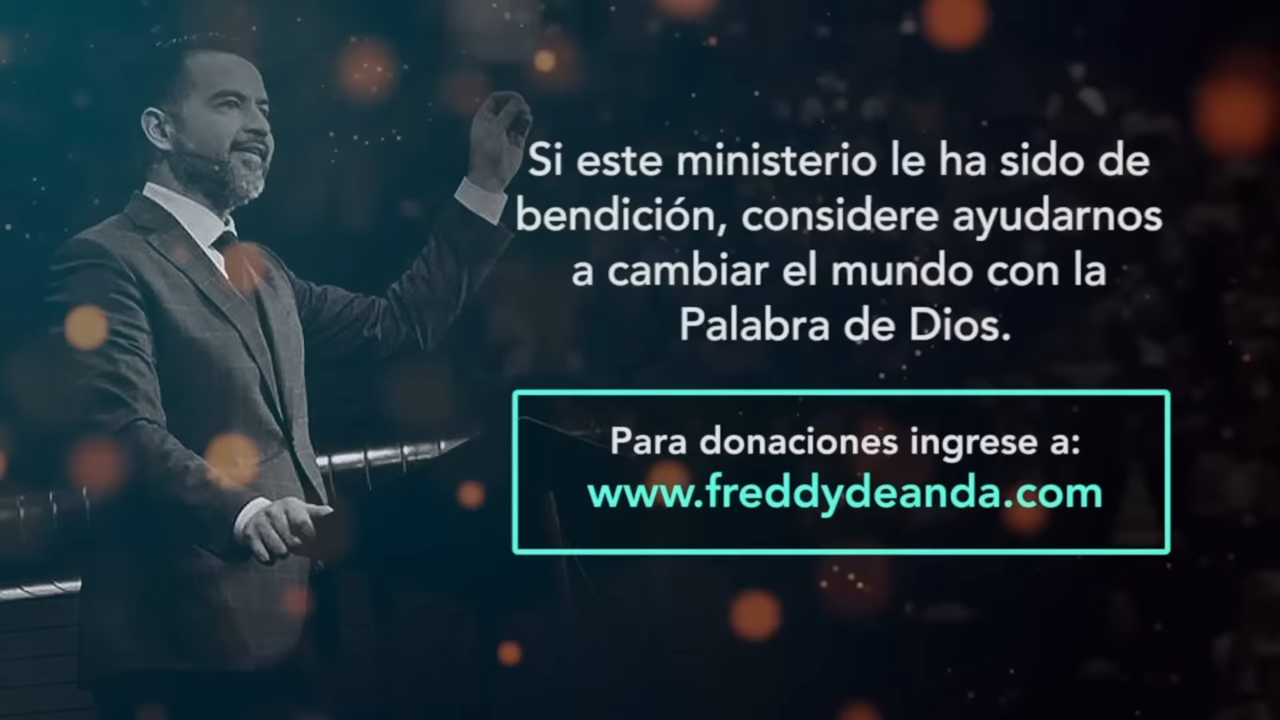 Si este ministerio le ha sido de
bendición, considere ayudarnos
a cambiar el mundo con la
Palabra de Dios.
Para donaciones ingrese a:
www.freddydeanda.com